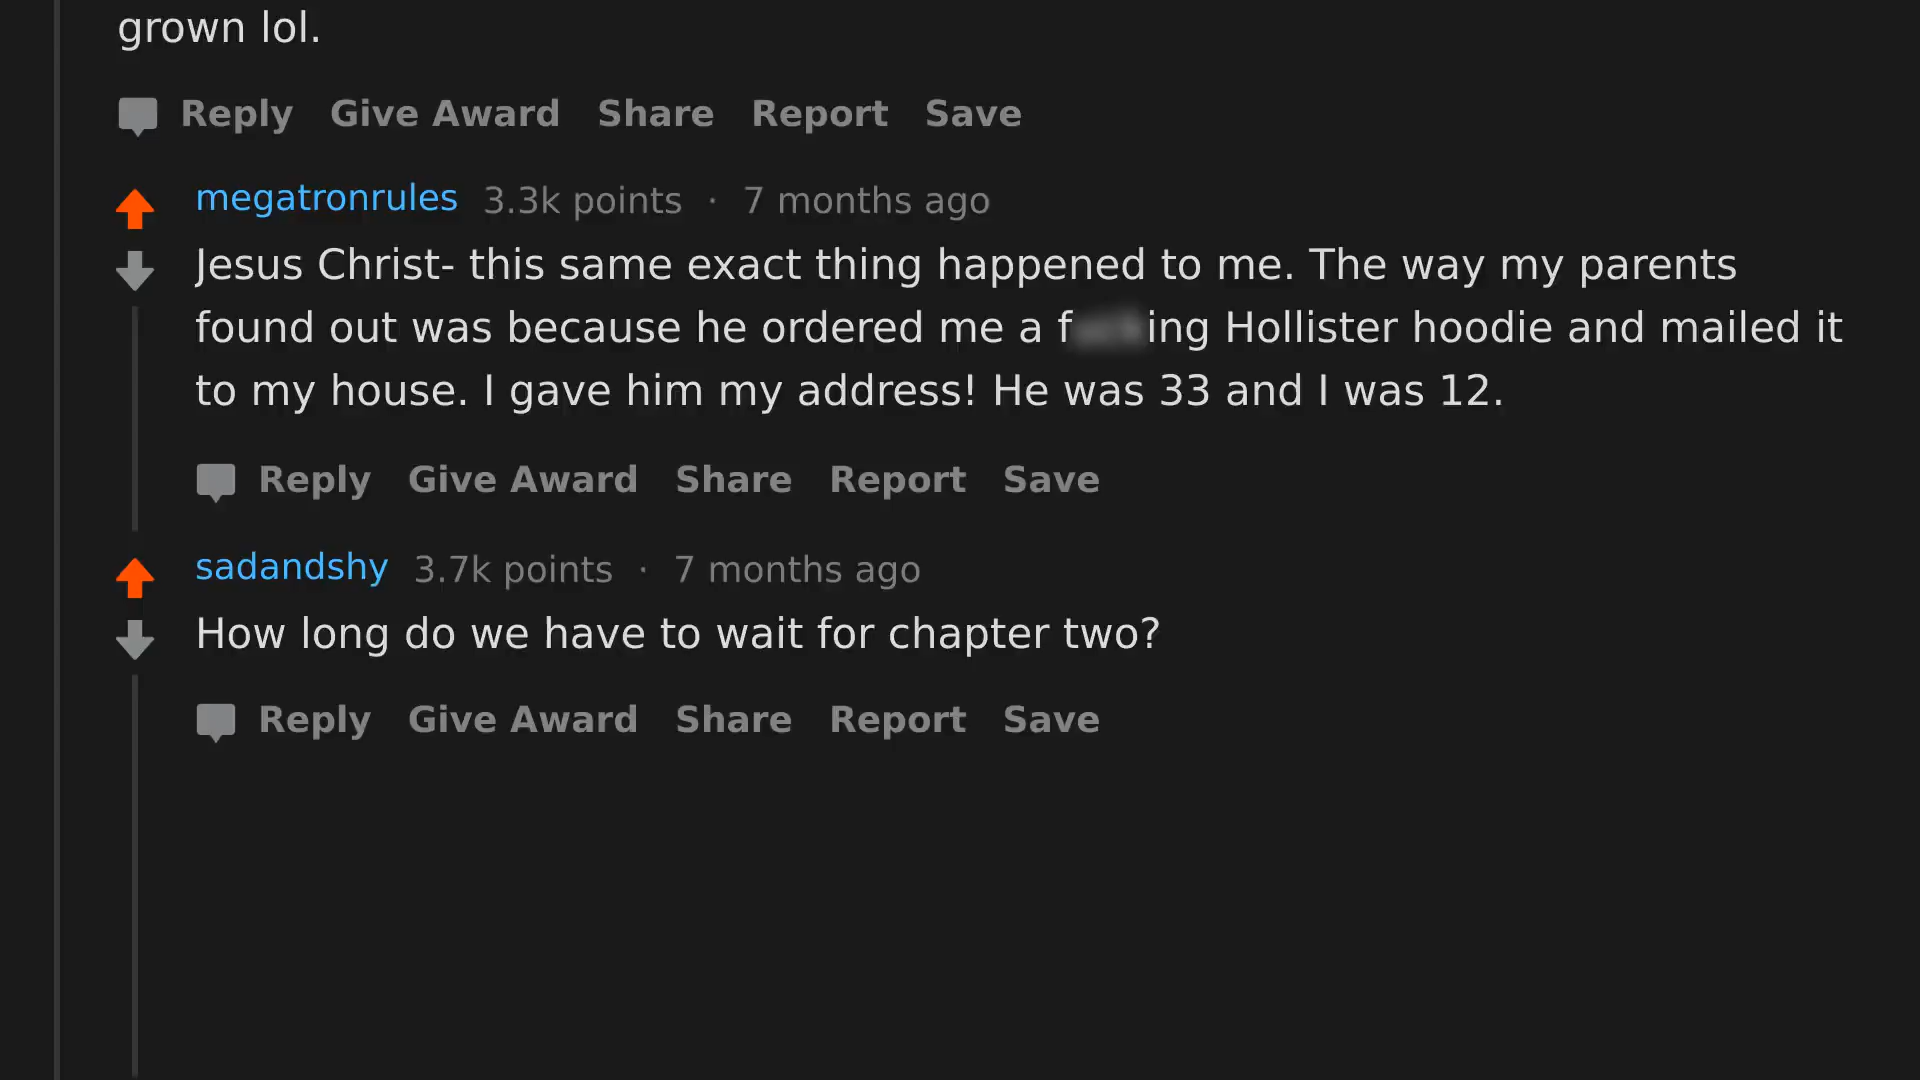 grown lol.
Reply Give Award Share Report Save
megatronrules 3.3k points · 7 months ago
Jesus Christ- this same exact thing happened to me. The way my parents
found out was because he ordered me a f ing Hollister hoodie and mailed it
to my house. I gave him my address! He was 33 and I was 12.
Reply Give Award Share Report Save
sadandshy 3.7k points · 7 months ago
How long do we have to wait for chapter two?
Reply Give Award Share Report Save